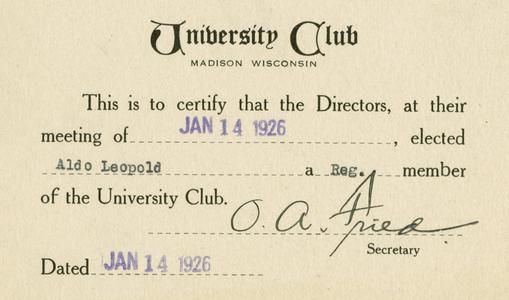 University Club
MADISON WISCONSIN
This is to certify that the Directors, at their
meeting of JAN 14 1926, elected
Aldo Leopold a Reg. member
of the University Club.
O. A. Fried
Secretary
Dated JAN 14 1926